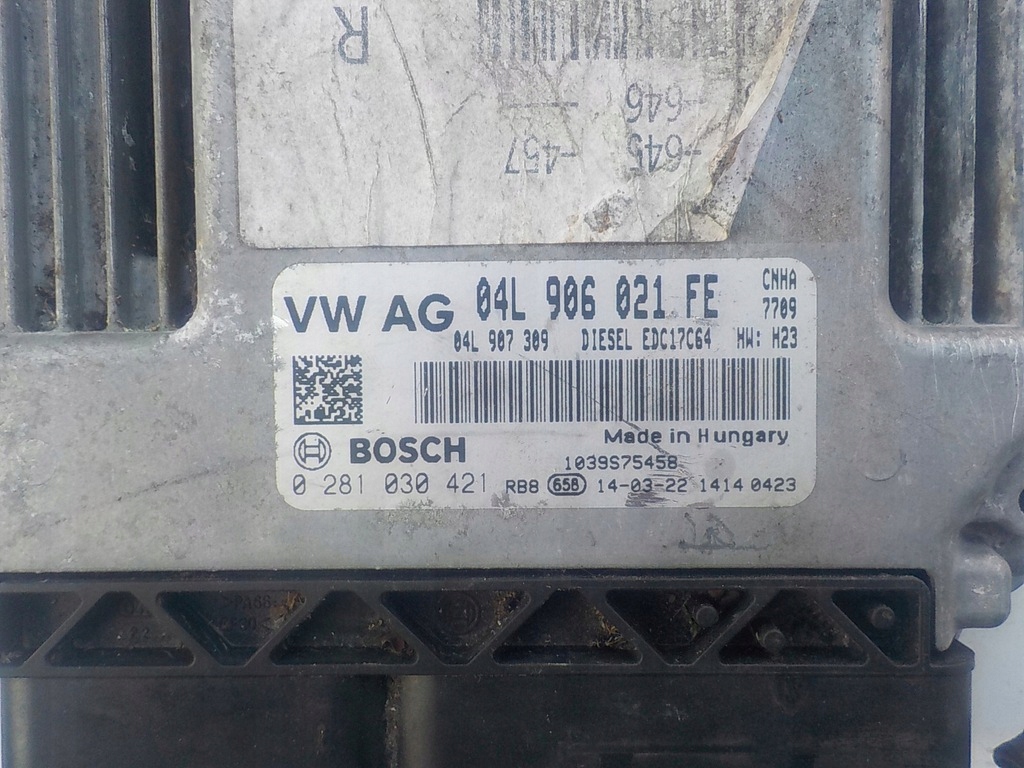 R
-646
-645 -457
VW AG 04L 906 021 FE CNHA
7709
04L 907 309 DIESEL EDC17C64 HW: H23
Made in Hungary
BOSCH
1039S75458
0 281 030 421 RB8 658 14-03-22 1414 0423
>PA66-